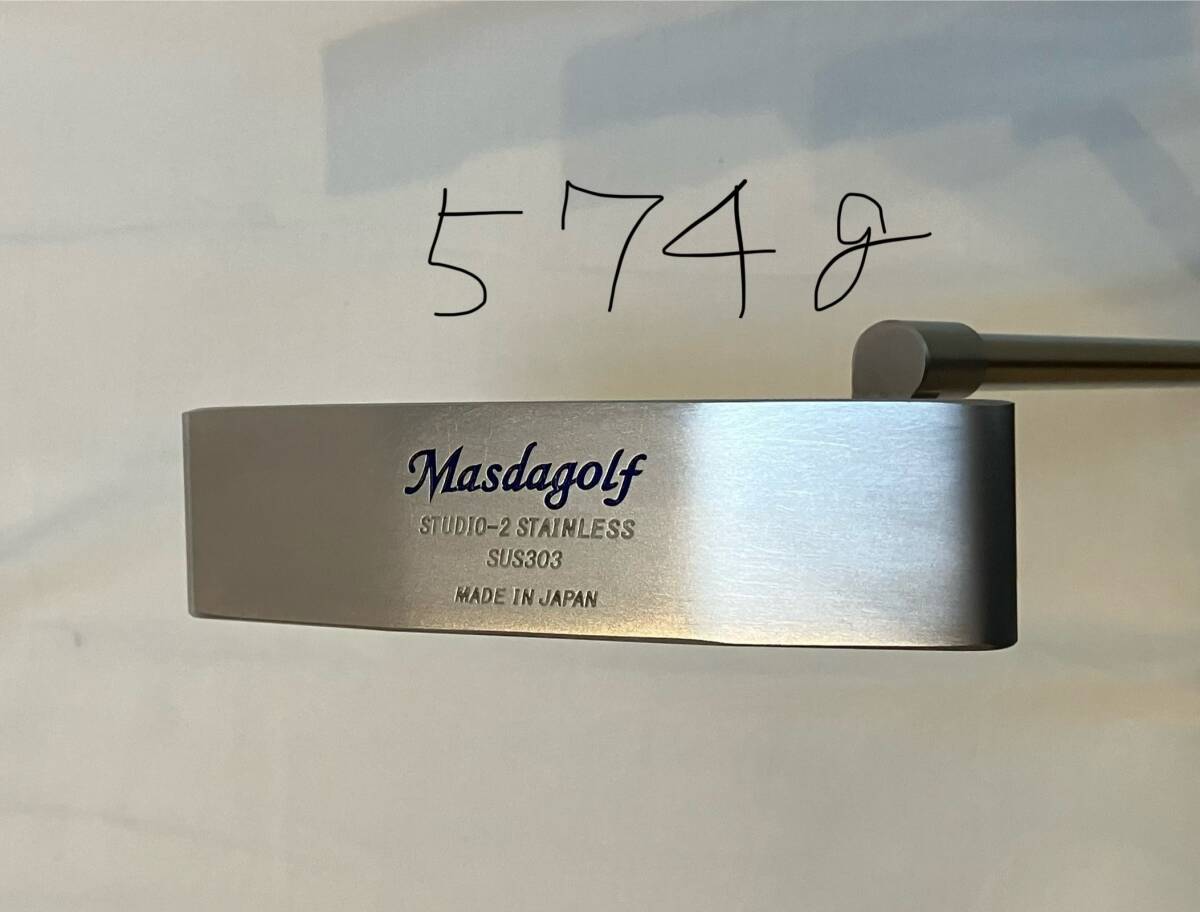 574g
Masdagolf
STUDIO-2 STAINLESS
SUS303
MADE IN JAPAN